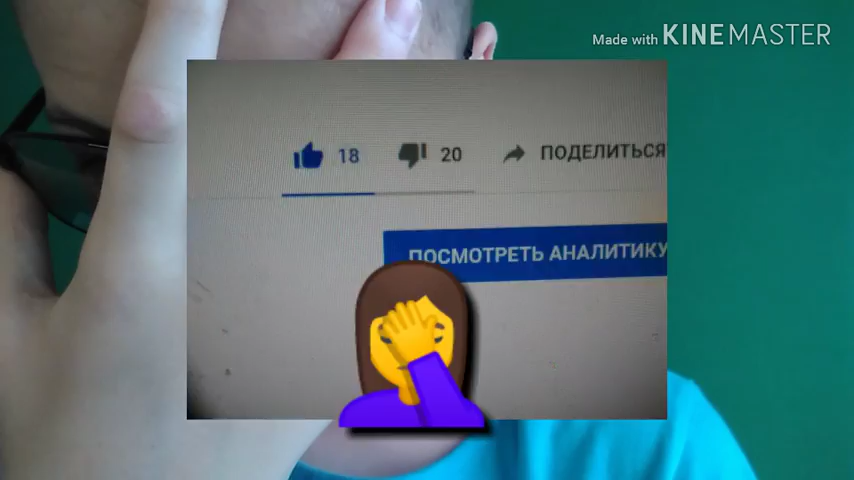 Made with KINEMASTER
18 20 ПОДЕЛИТЬСЯ
ПОСМОТРЕТЬ АНАЛИТИКУ